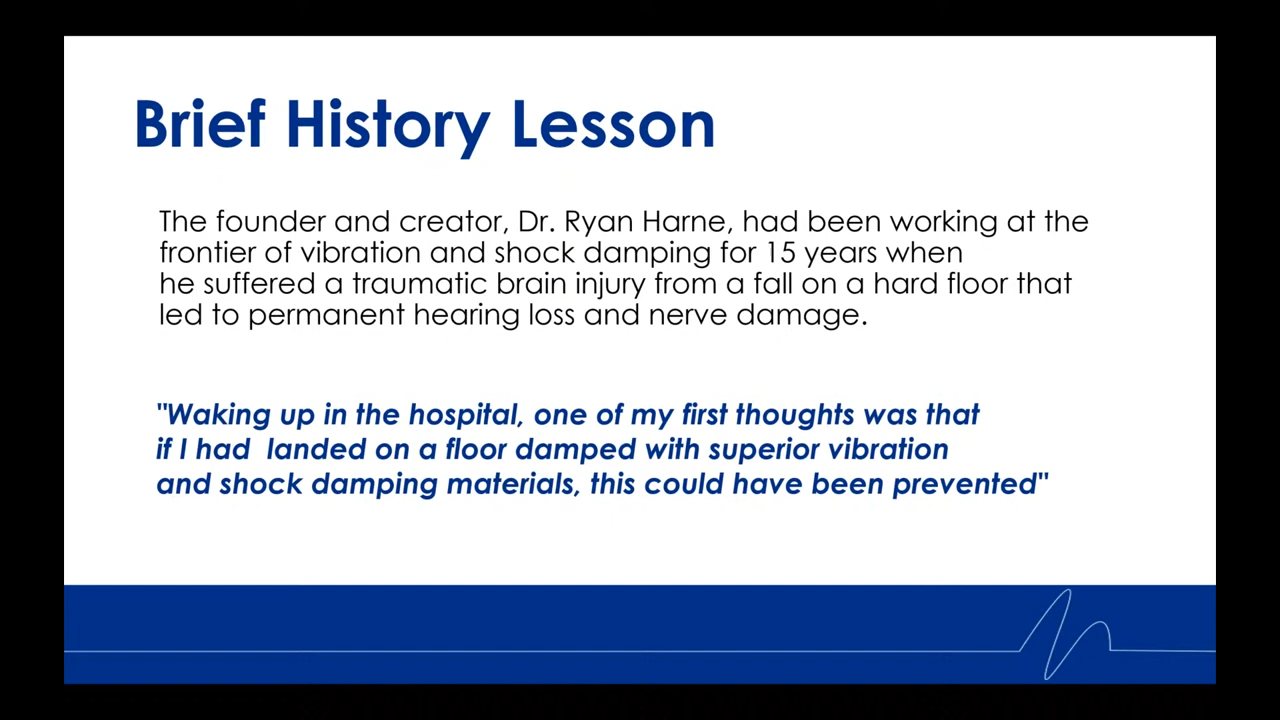 Brief History Lesson
The founder and creator, Dr. Ryan Harne, had been working at the
frontier of vibration and shock damping for 15 years when
he suffered a traumatic brain injury from a fall on a hard floor that
led to permanent hearing loss and nerve damage.
"Waking up in the hospital, one of my first thoughts was that
if I had  landed on a floor damped with superior vibration
and shock damping materials, this could have been prevented"